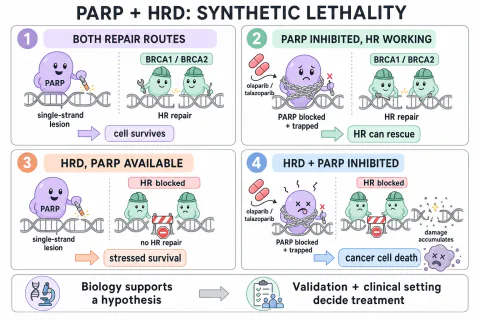 PARP + HRD: SYNTHETIC LETHALITY
1
BOTH REPAIR ROUTES
PARP
BRCA1 / BRCA2
single-strand
lesion
HR repair
cell survives
2
PARP INHIBITED, HR WORKING
olaparib /
talazoparib
x
BRCA1 / BRCA2
PARP blocked
+ trapped
HR repair
HR can rescue
3
HRD, PARP AVAILABLE
PARP
HR blocked
single-strand
lesion
no HR repair
stressed survival
4
HRD + PARP INHIBITED
olaparib /
talazoparib
x
HR blocked
PARP blocked
+ trapped
damage
accumulates
cancer cell death
Biology supports
a hypothesis
Validation + clinical setting
decide treatment